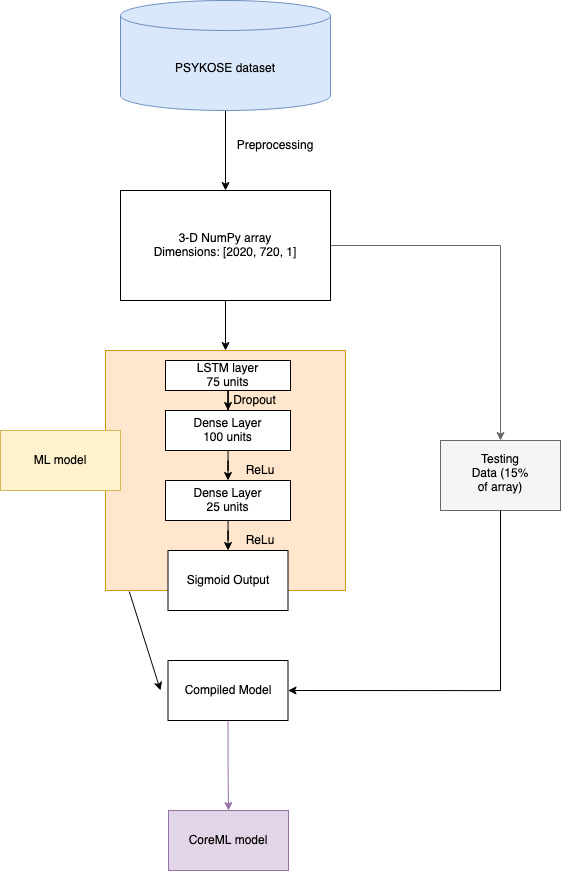 PSYKOSE dataset
Preprocessing
3-D NumPy array
Dimensions: [2020, 720, 1]
LSTM layer
75 units
Dropout
Dense Layer
100 units
ML model
ReLu
Dense Layer
25 units
ReLu
Sigmoid Output
Testing
Data (15%
of array)
Compiled Model
CoreML model